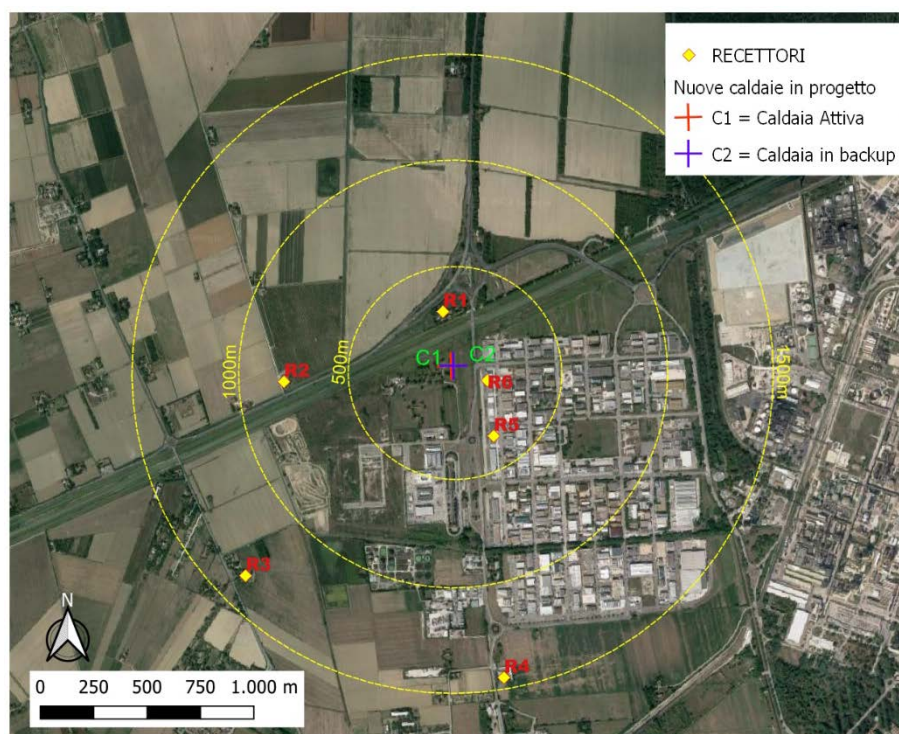 RECETTORI
Nuove caldaie in progetto
C1 = Caldaia Attiva
C2 = Caldaia in backup
R1
C1 C2
R2
R6
R5
500m
1000m
1500m
R3
R4
N
0 250 500 750 1.000 m